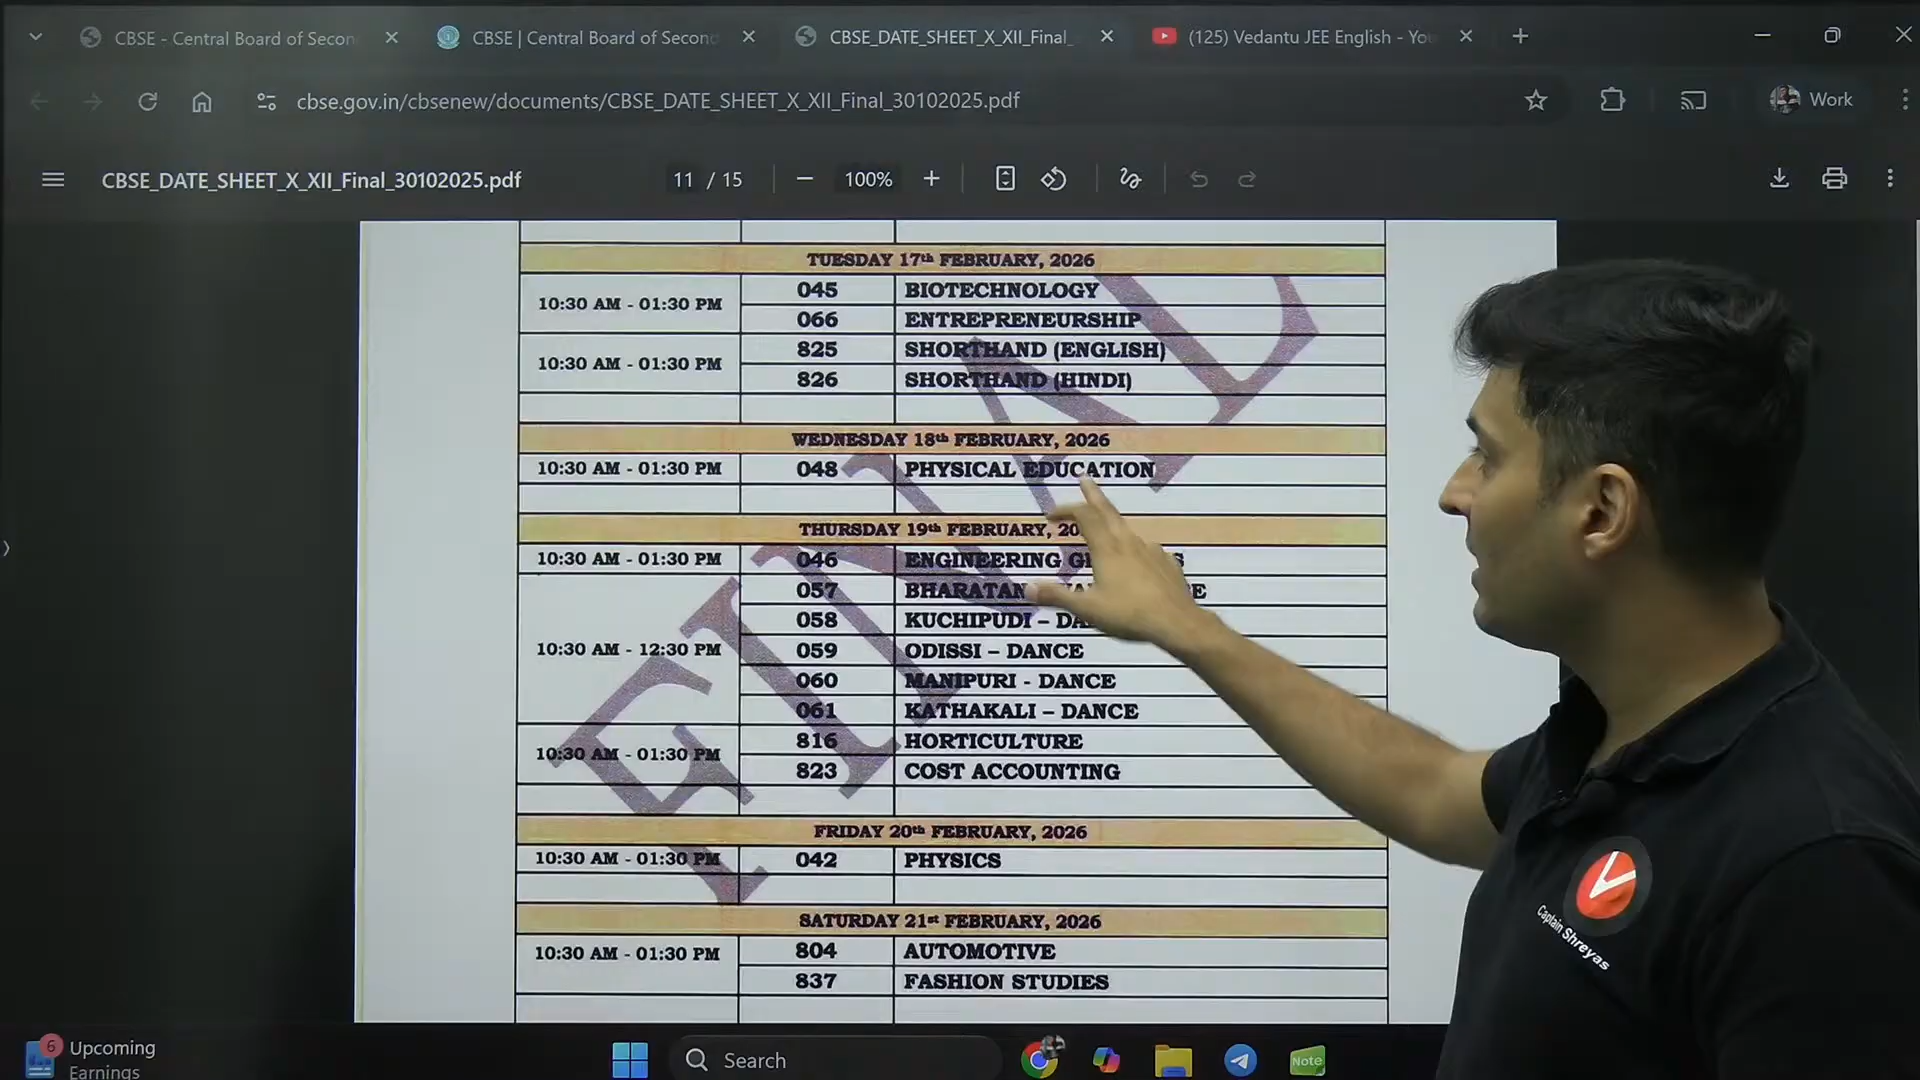 CBSE - Central Board of Secon
CBSE | Central Board of Second
CBSE_DATE_SHEET_X_XII_Final_
(125) Vedantu JEE English - You
cbse.gov.in/cbsenew/documents/CBSE_DATE_SHEET_X_XII_Final_30102025.pdf
Work
CBSE_DATE_SHEET_X_XII_Final_30102025.pdf
11 / 15
100%
TUESDAY 17th FEBRUARY, 2026
10:30 AM - 01:30 PM 045 BIOTECHNOLOGY
066 ENTREPRENEURSHIP
10:30 AM - 01:30 PM 825 SHORTHAND (ENGLISH)
826 SHORTHAND (HINDI)
WEDNESDAY 18th FEBRUARY, 2026
10:30 AM - 01:30 PM 048 PHYSICAL EDUCATION
THURSDAY 19th FEBRUARY, 20
10:30 AM - 01:30 PM 046 ENGINEERING
057
10:30 AM - 12:30 PM 058 KUCHIPUDI – DA
059 ODISSI – DANCE
060 MANIPURI - DANCE
061 KATHAKALI – DANCE
10:30 AM - 01:30 PM 816 HORTICULTURE
823 COST ACCOUNTING
FRIDAY 20th FEBRUARY, 2026
10:30 AM - 01:30 PM 042 PHYSICS
SATURDAY 21st FEBRUARY, 2026
10:30 AM - 01:30 PM 804 AUTOMOTIVE
837 FASHION STUDIES
FINAL
Captain Shreyas
6
Upcoming
Earnings
Search
Note